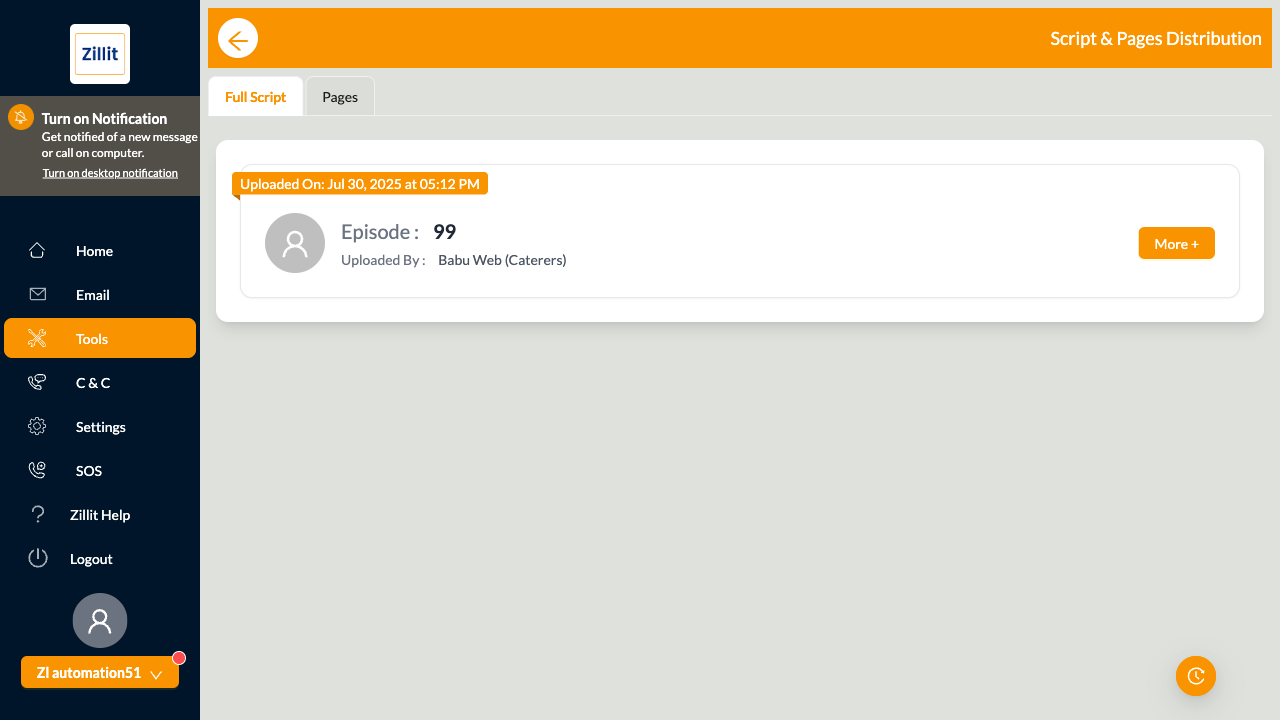 Zillit
Turn on Notification
Get notified of a new message
or call on computer.
Turn on desktop notification
Home
Email
Tools
C & C
Settings
SOS
Zillit Help
Logout
ZI automation51
Script & Pages Distribution
Full Script
Pages
Uploaded On: Jul 30, 2025 at 05:12 PM
Episode : 99
Uploaded By : Babu Web (Caterers)
More +